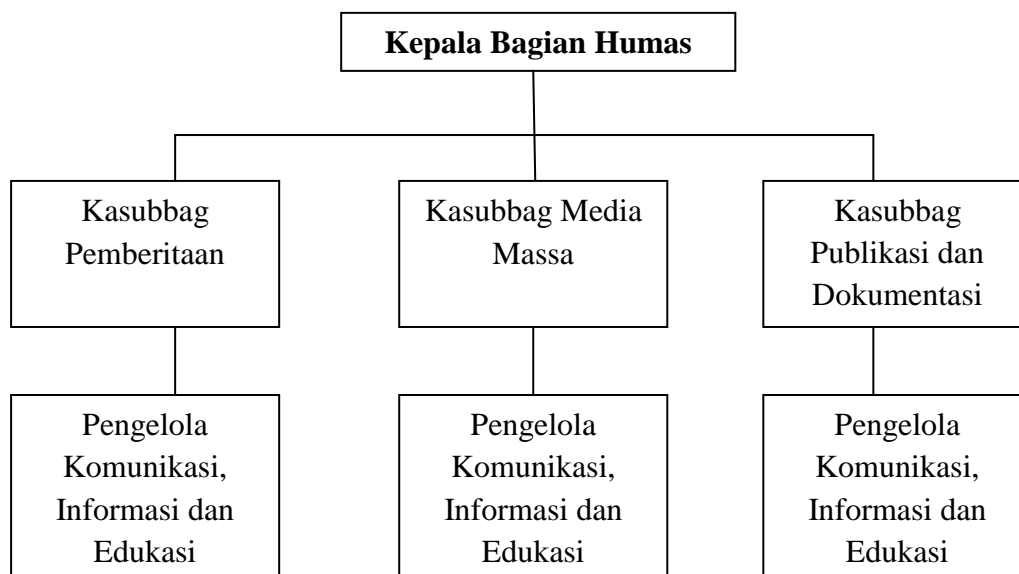 Kepala Bagian Humas
Kasubbag
Pemberitaan
Kasubbag Media
Massa
Kasubbag
Publikasi dan
Dokumentasi
Pengelola
Komunikasi,
Informasi dan
Edukasi
Pengelola
Komunikasi,
Informasi dan
Edukasi
Pengelola
Komunikasi,
Informasi dan
Edukasi